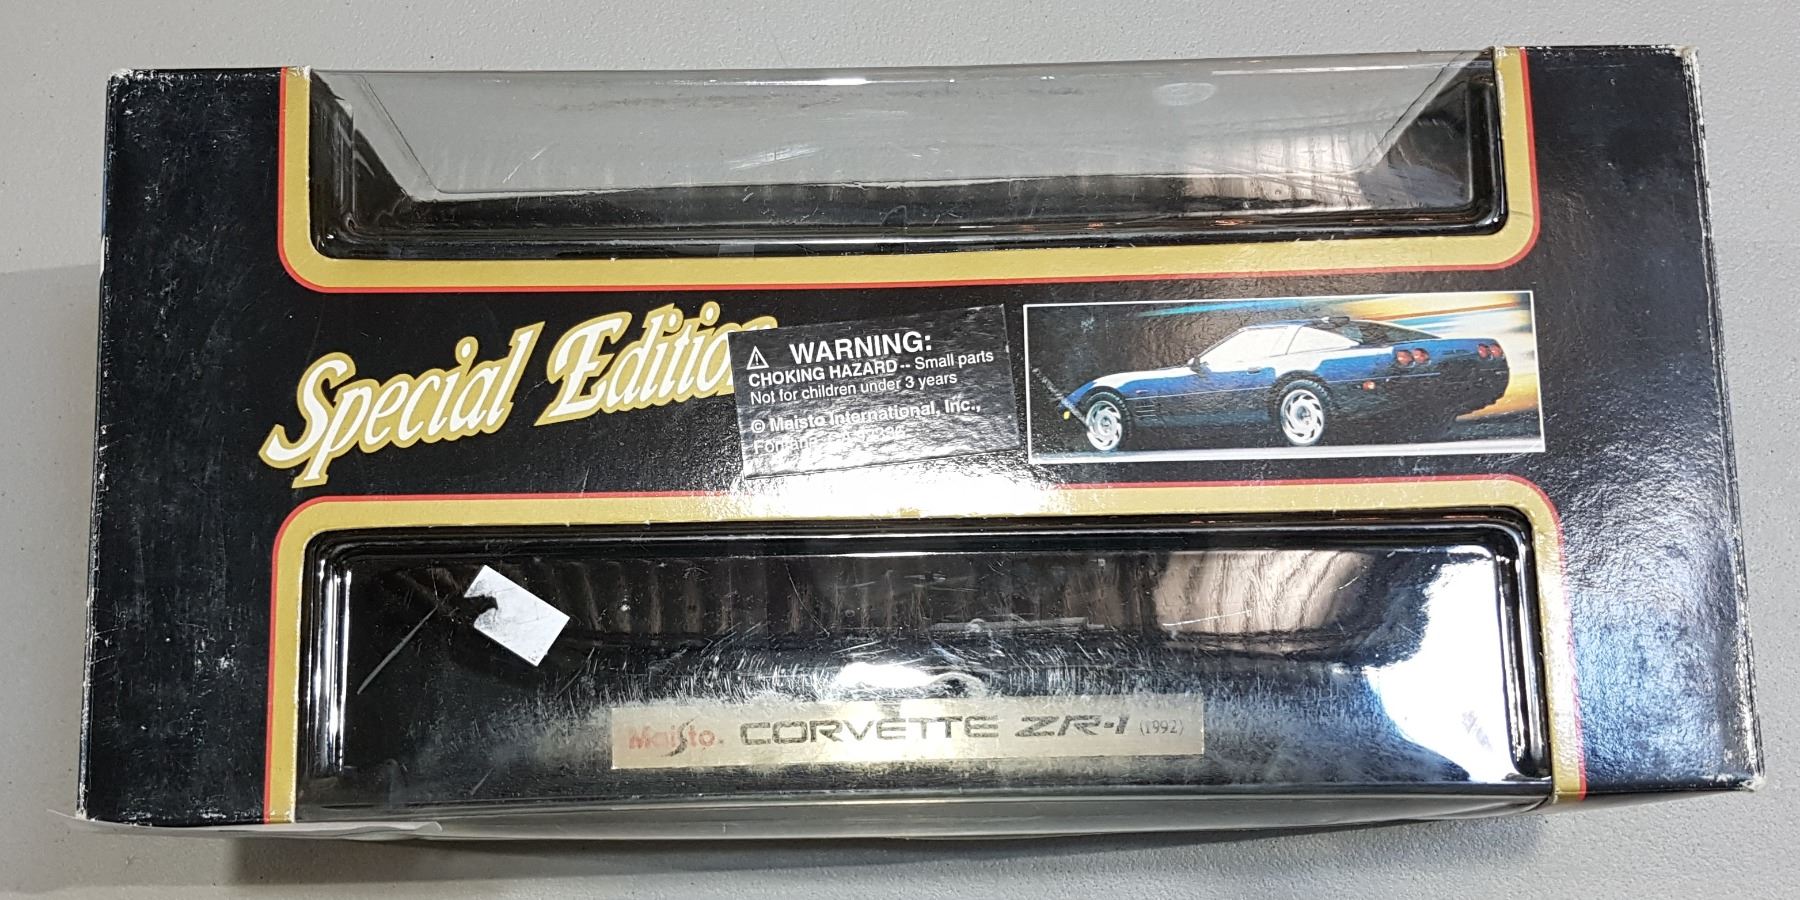 Special Edition
WARNING:
CHOKING HAZARD -- Small parts
Not for children under 3 years
© Maisto International, Inc.,
Maisto. CORVETTE ZR-1 (1992)